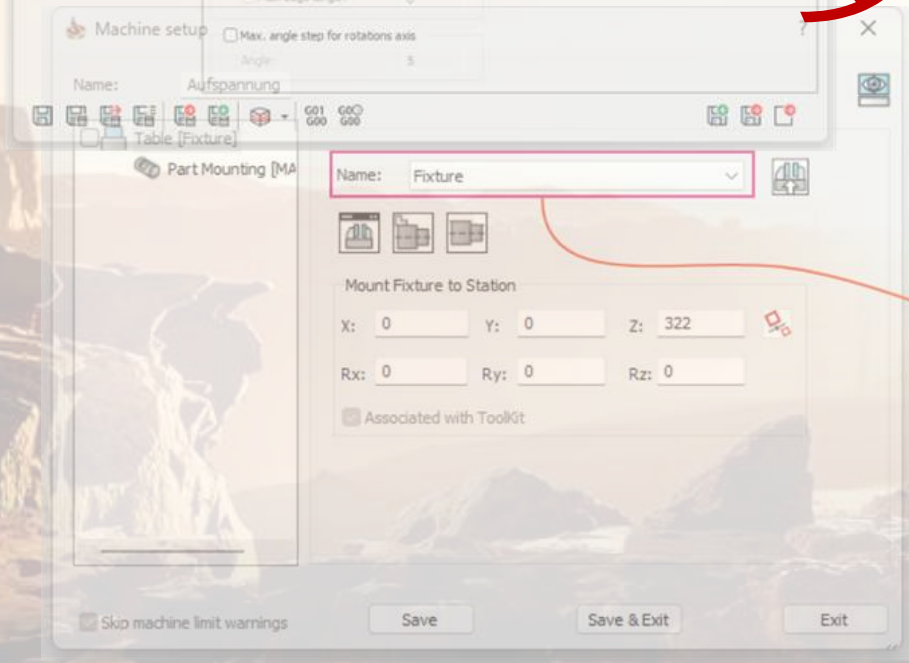 Machine setup
?
Max. angle step for rotations axis
Angle: 5
Name: Aufspannung
G01 G00
G00 G00
Table [Fixture]
Part Mounting [MA
Name: Fixture
Mount Fixture to Station
X: 0 Y: 0 Z: 322
Rx: 0 Ry: 0 Rz: 0
Associated with ToolKit
Skip machine limit warnings
Save Save & Exit Exit